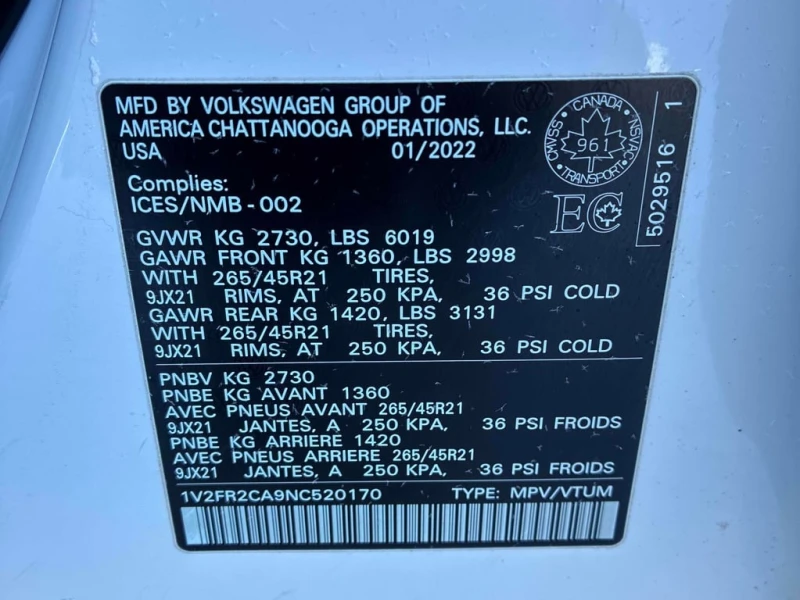 MFD BY VOLKSWAGEN GROUP OF
AMERICA CHATTANOOGA OPERATIONS, LLC.
USA 01/2022
CANADA
CMVSS 961 NSVAC
TRANSPORT
EC
5029516 1
Complies:
ICES/NMB-002
GVWR KG 2730, LBS 6019
GAWR FRONT KG 1360, LBS 2998
WITH 265/45R21 TIRES,
9JX21 RIMS, AT 250 KPA, 36 PSI COLD
GAWR REAR KG 1420, LBS 3131
WITH 265/45R21 TIRES,
9JX21 RIMS, AT 250 KPA, 36 PSI COLD
PNBV KG 2730
PNBE KG AVANT 1360
AVEC PNEUS AVANT 265/45R21
9JX21 JANTES, A 250 KPA, 36 PSI FROIDS
PNBE KG ARRIERE 1420
AVEC PNEUS ARRIERE 265/45R21
9JX21 JANTES, A 250 KPA, 36 PSI FROIDS
1V2FR2CA9NC520170 TYPE: MPV/VTUM